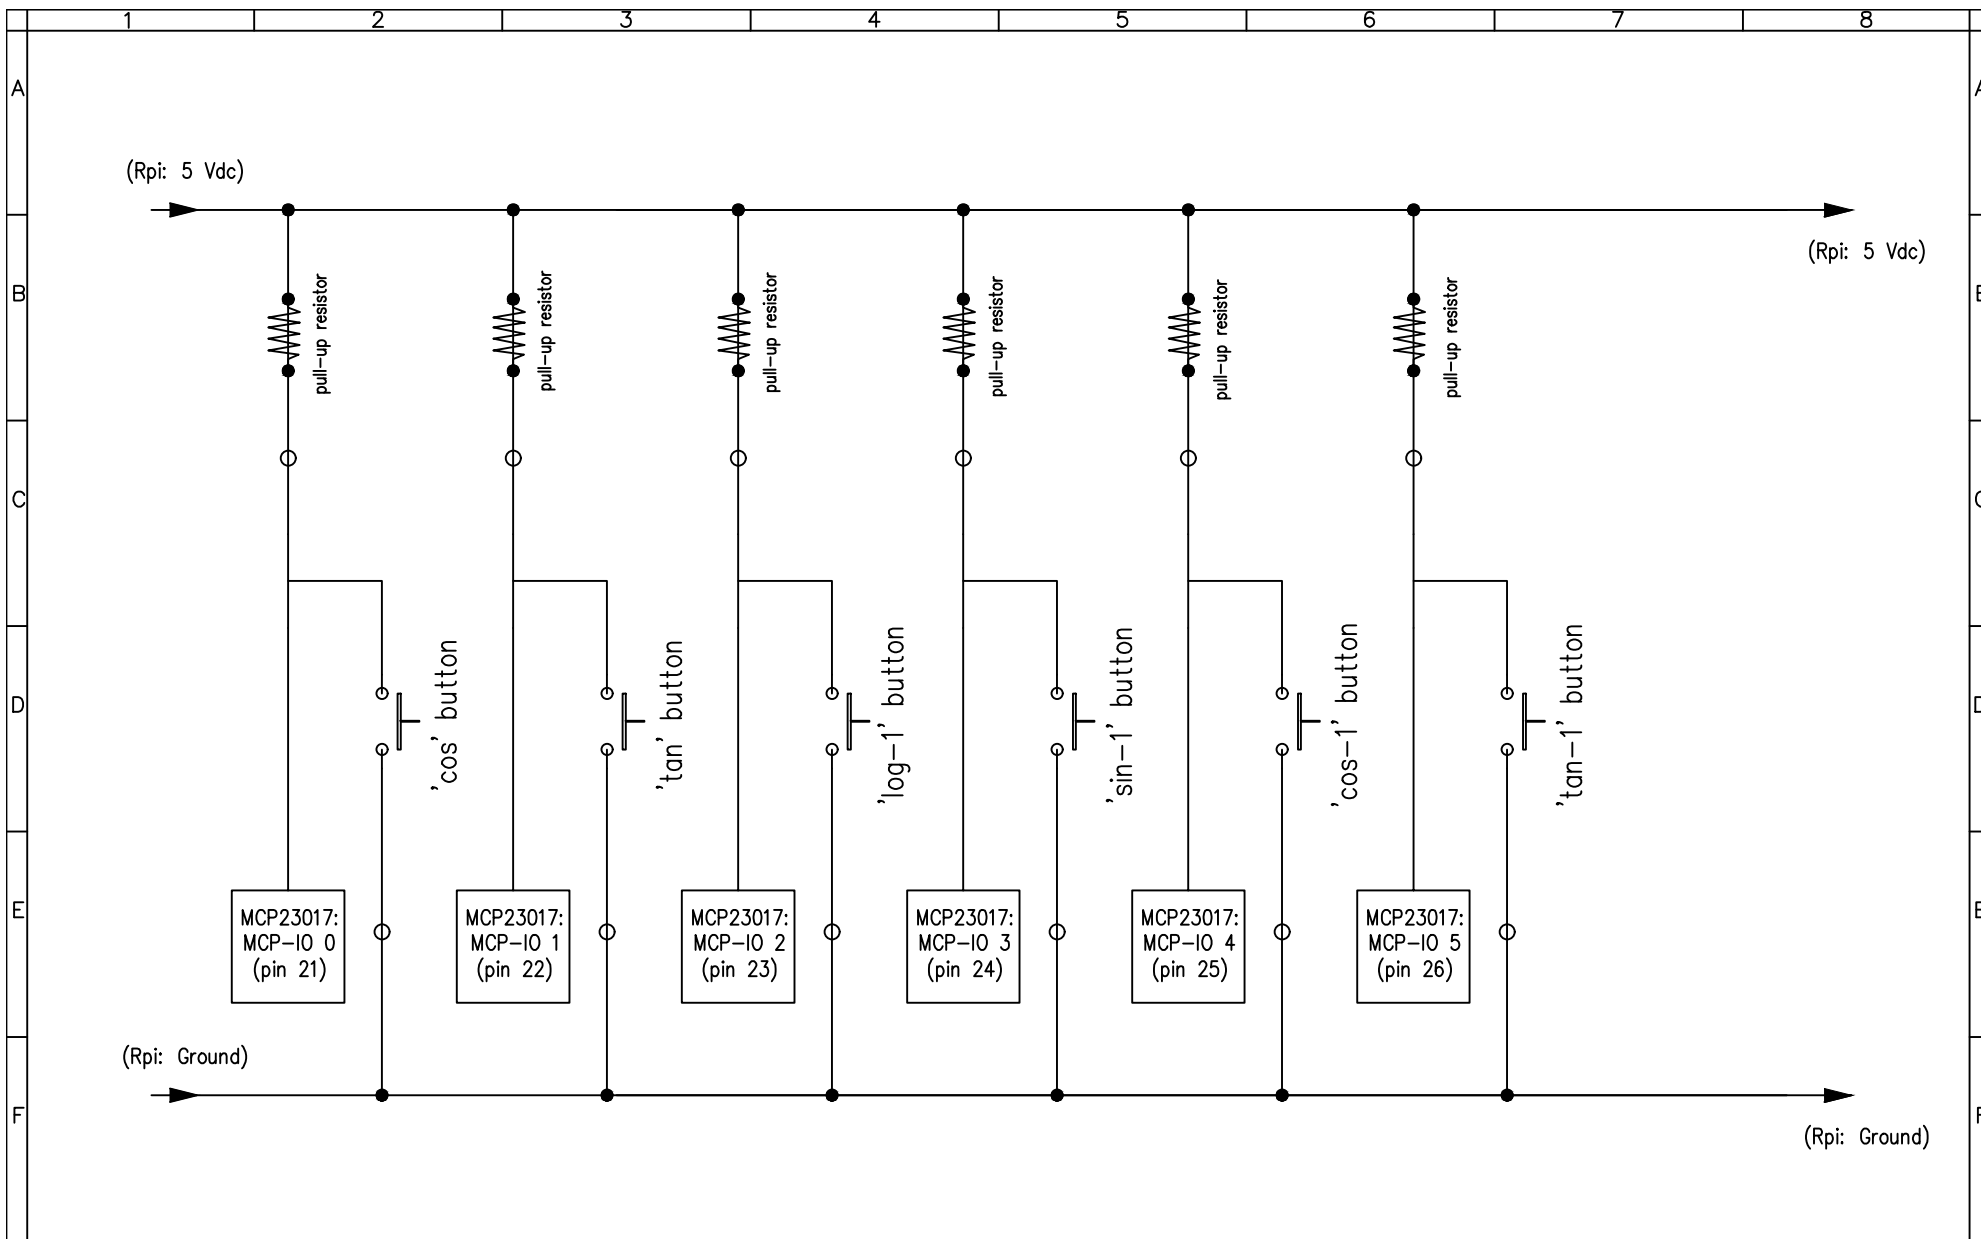 1 2 3 4 5 6 7 8
A A
(Rpi: 5 Vdc)
(Rpi: 5 Vdc)
B B
pull-up resistor
pull-up resistor
pull-up resistor
pull-up resistor
pull-up resistor
pull-up resistor
C C
D D
'cos' button
'tan' button
'log-1' button
'sin-1' button
'cos-1' button
'tan-1' button
E E
MCP23017:
MCP-IO 0
(pin 21)
MCP23017:
MCP-IO 1
(pin 22)
MCP23017:
MCP-IO 2
(pin 23)
MCP23017:
MCP-IO 3
(pin 24)
MCP23017:
MCP-IO 4
(pin 25)
MCP23017:
MCP-IO 5
(pin 26)
(Rpi: Ground)
F F
(Rpi: Ground)